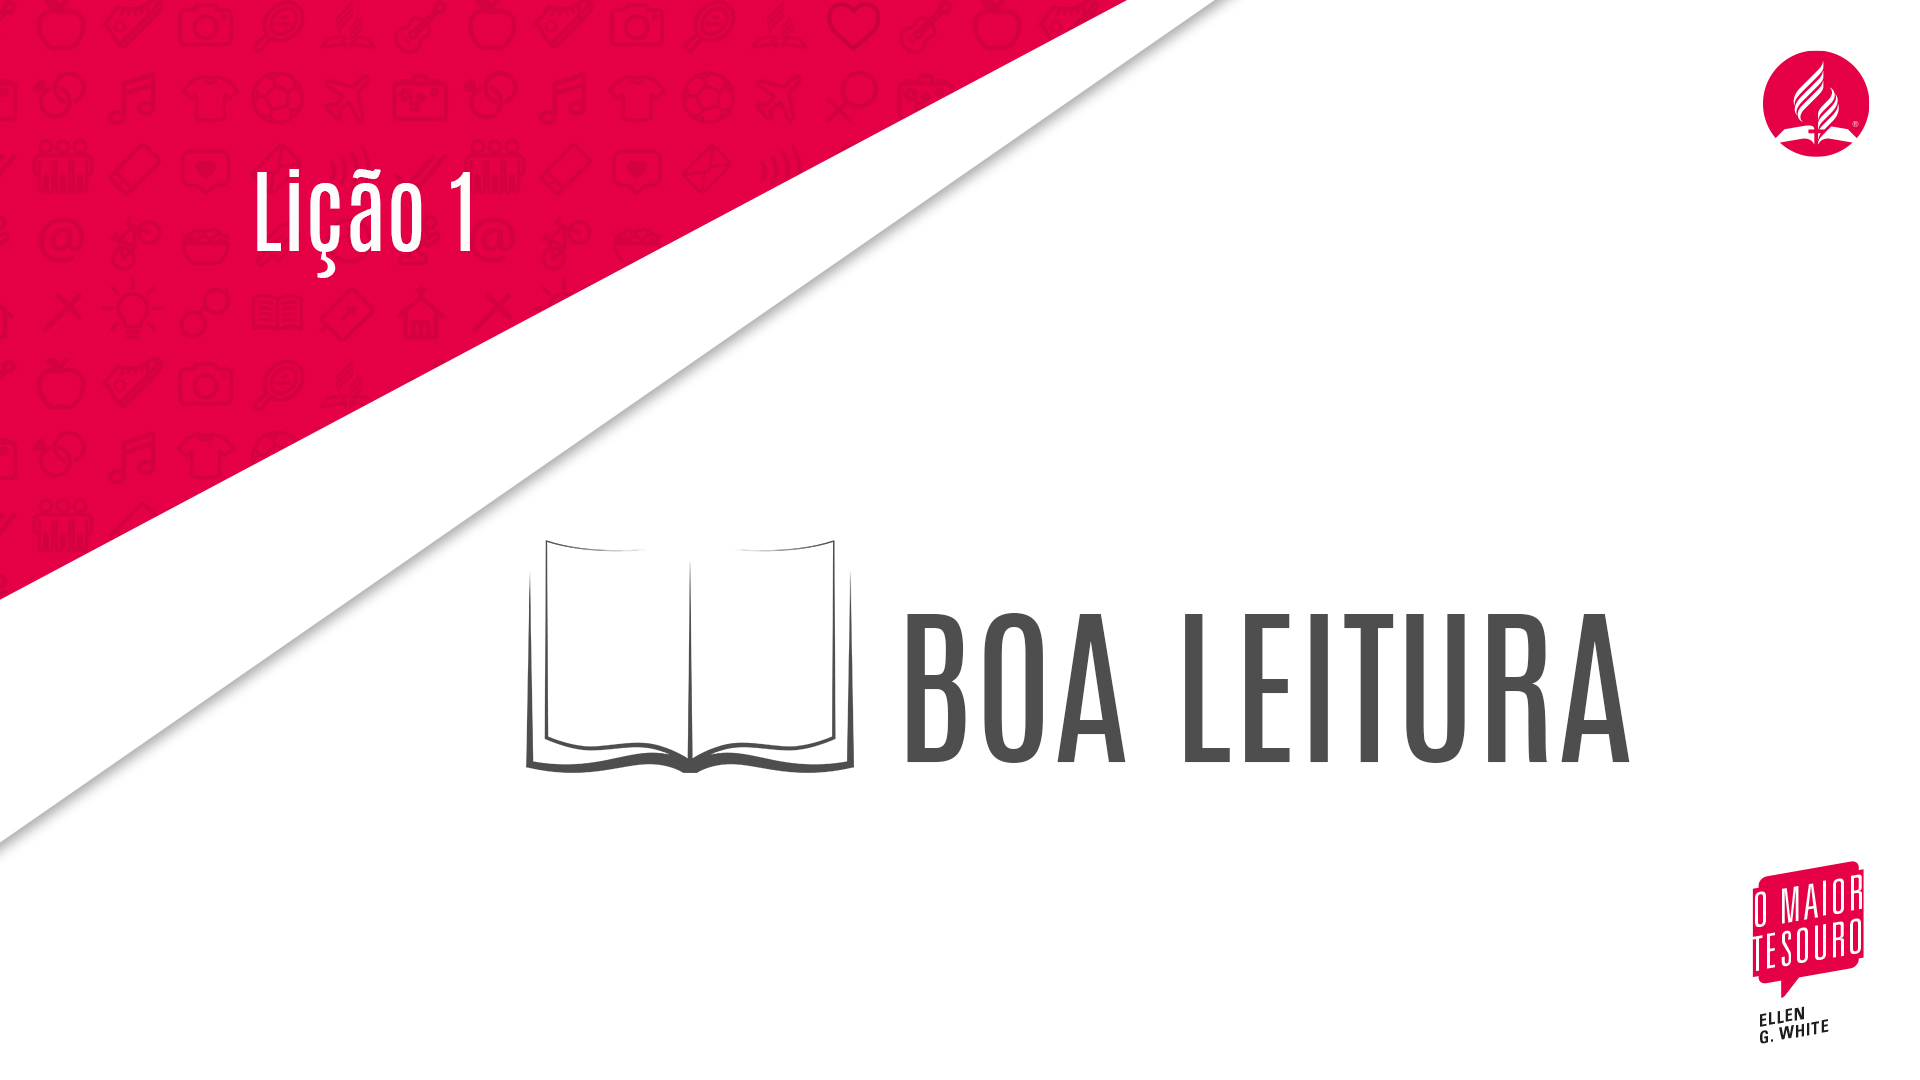 Lição 1
BOA LEITURA
O MAIOR
TESOURO
ELLEN
G. WHITE